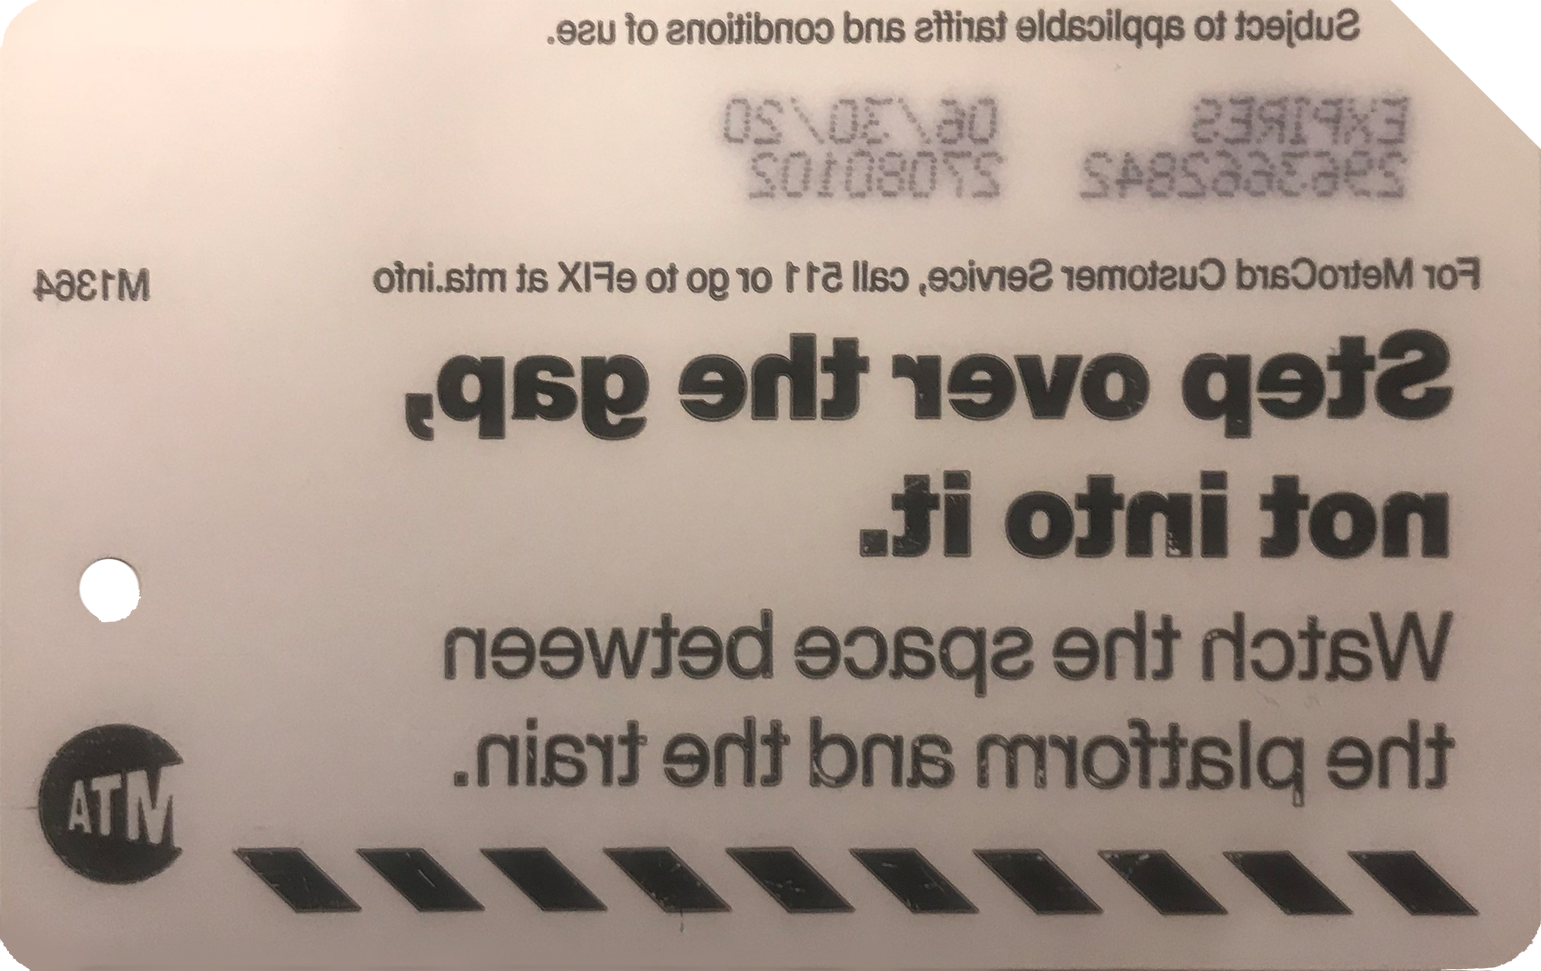 Subject to applicable tariffs and conditions of use.
EXPIRES 06/30/20
2963662842 27080102
For MetroCard Customer Service, call 511 or go to eFIX at mta.info
M1364
Step over the gap,
not into it.
Watch the space between
the platform and the train.
MTA